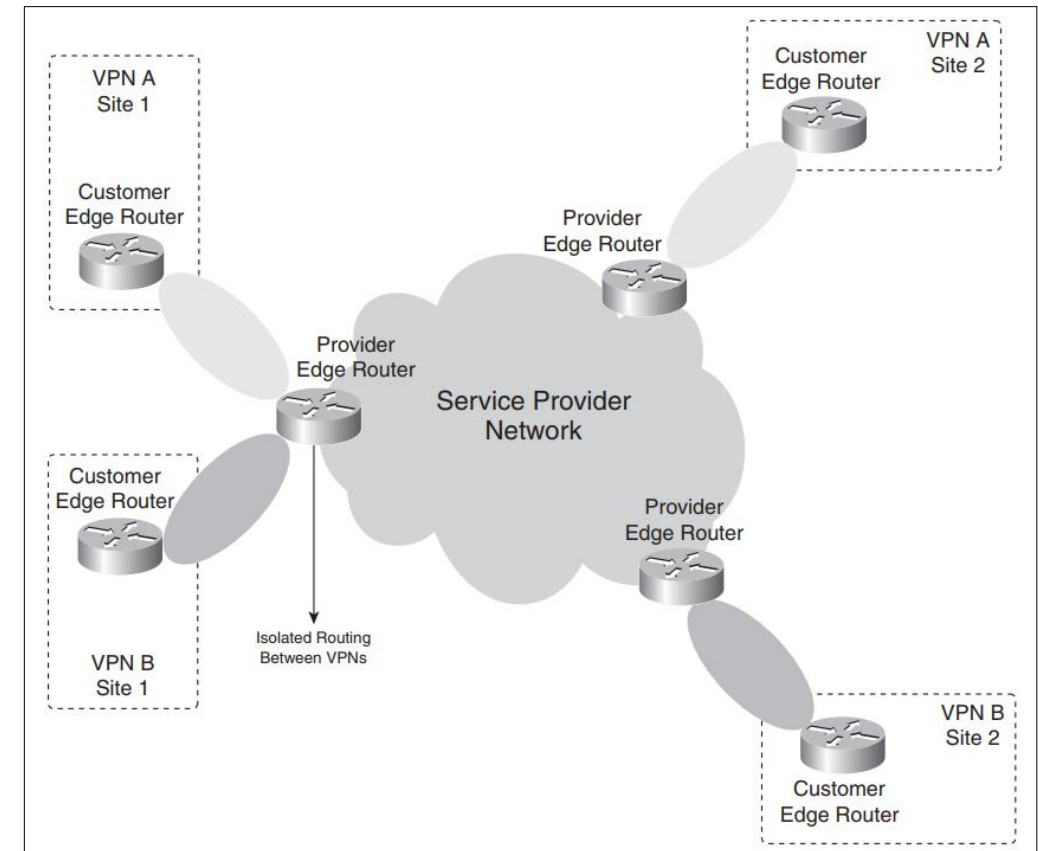 VPN A
Site 1
Customer
Edge Router
Customer
Edge Router
VPN A
Site 2
Provider
Edge Router
Provider
Edge Router
Service Provider
Network
Customer
Edge Router
VPN B
Site 1
Isolated Routing
Between VPNs
Provider
Edge Router
VPN B
Site 2
Customer
Edge Router